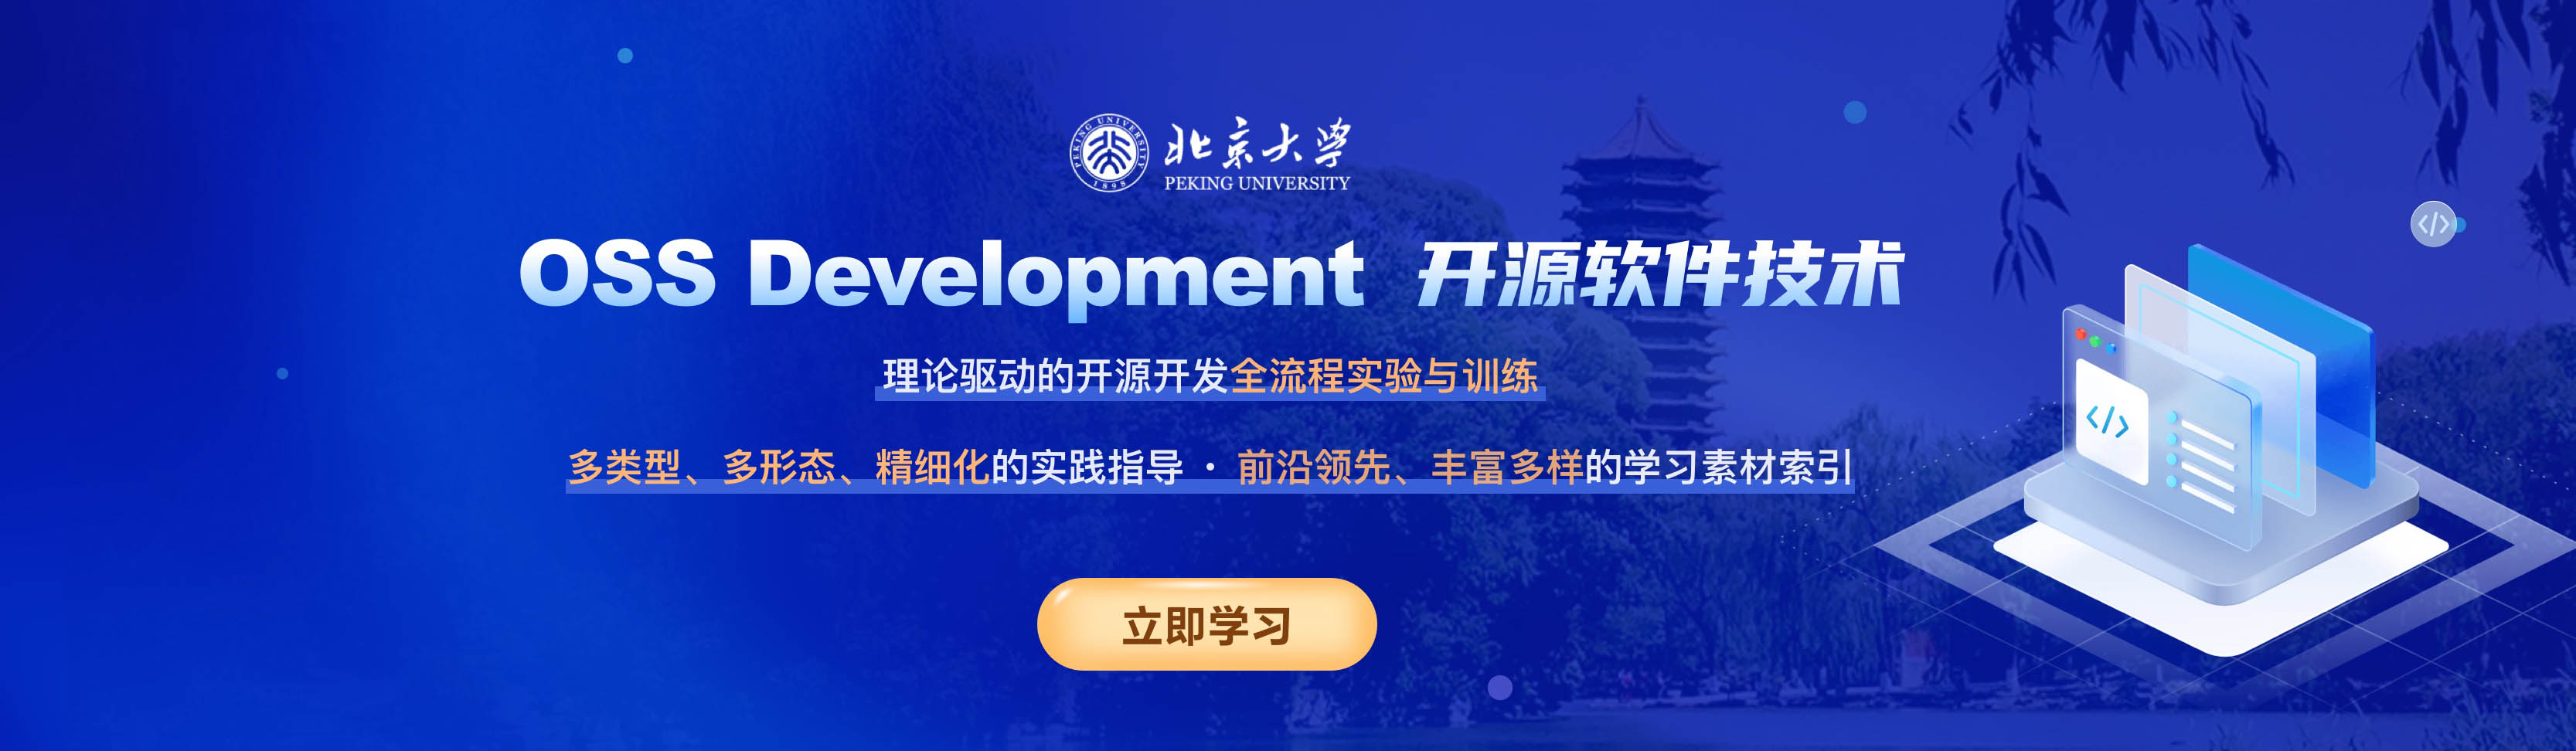 PEKING UNIVERSITY
1898
北京大学
PEKING UNIVERSITY
OSS Development 开源软件技术
理论驱动的开源开发全流程实验与训练
多类型、多形态、精细化的实践指导 · 前沿领先、丰富多样的学习素材索引
立即学习